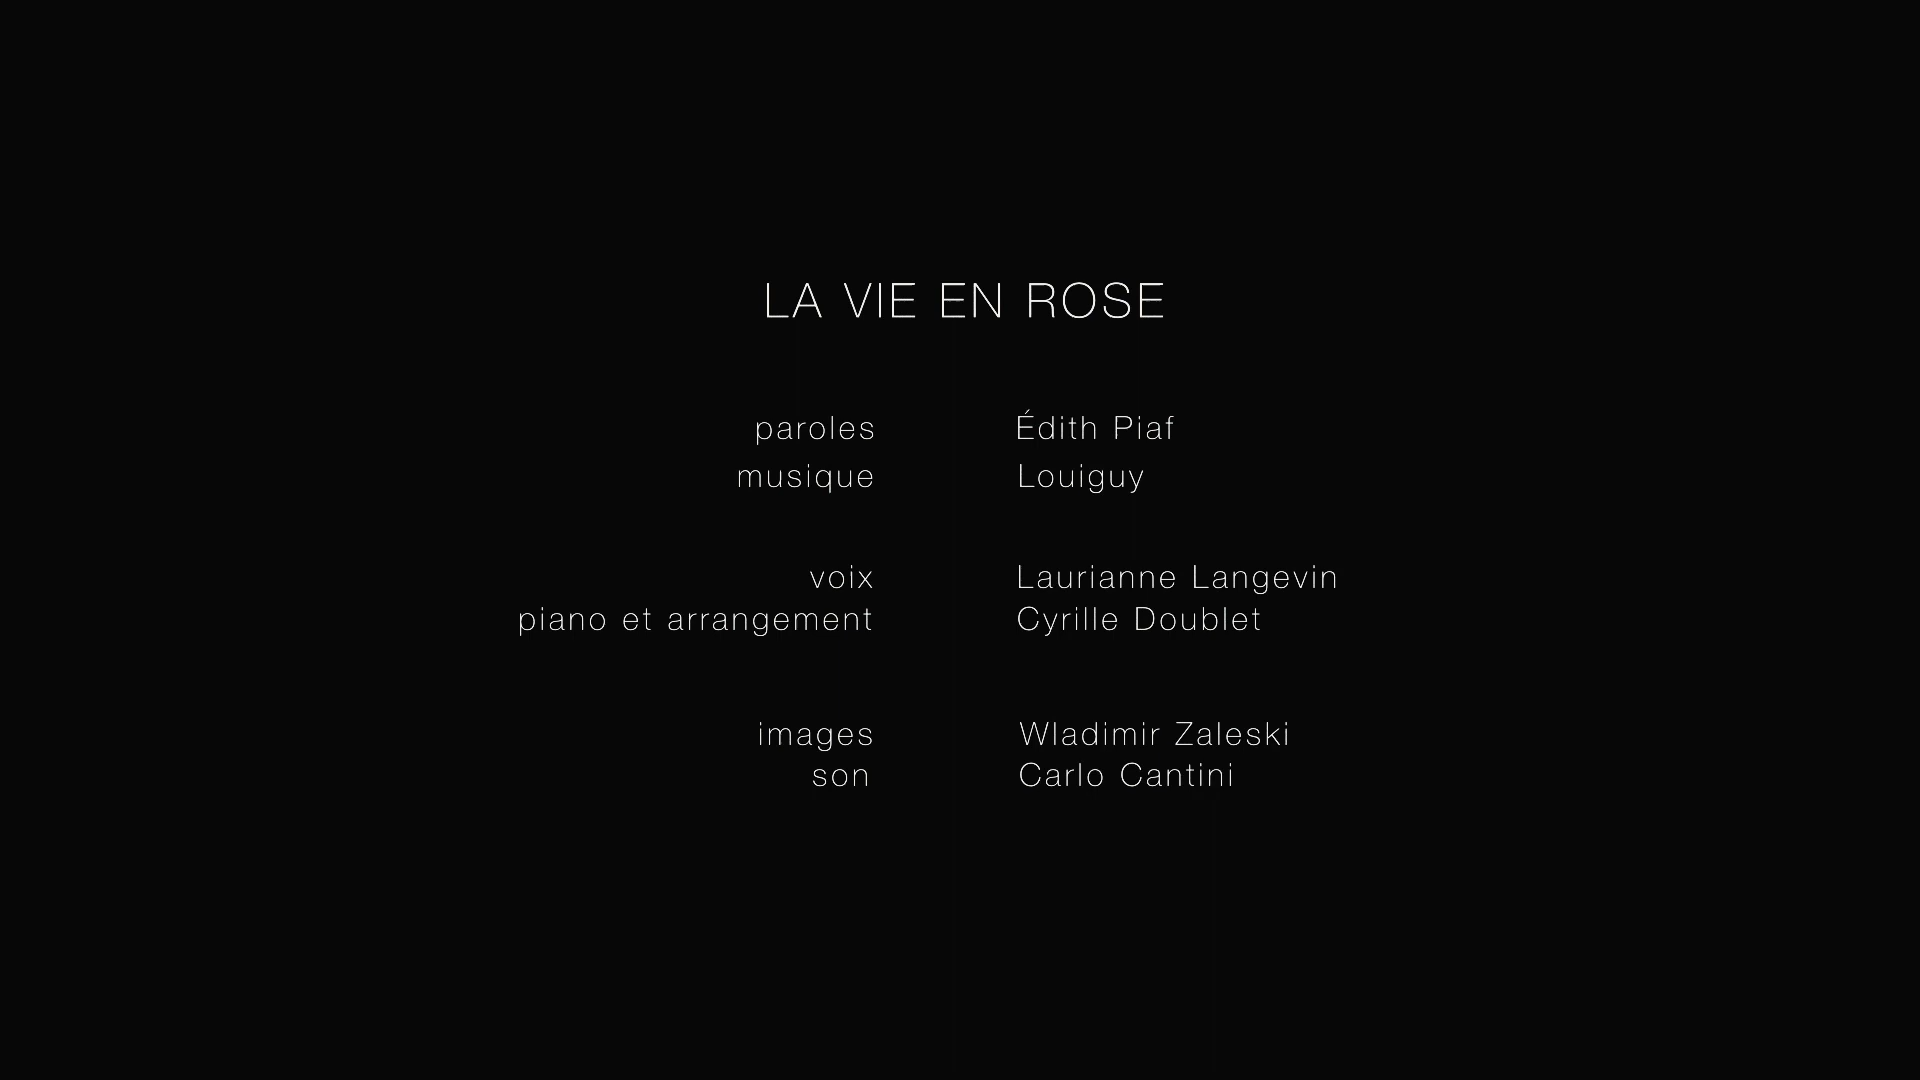 LA VIE EN ROSE
paroles Édith Piaf
musique Louiguy
voix Laurianne Langevin
piano et arrangement Cyrille Doublet
images Wladimir Zaleski
son Carlo Cantini